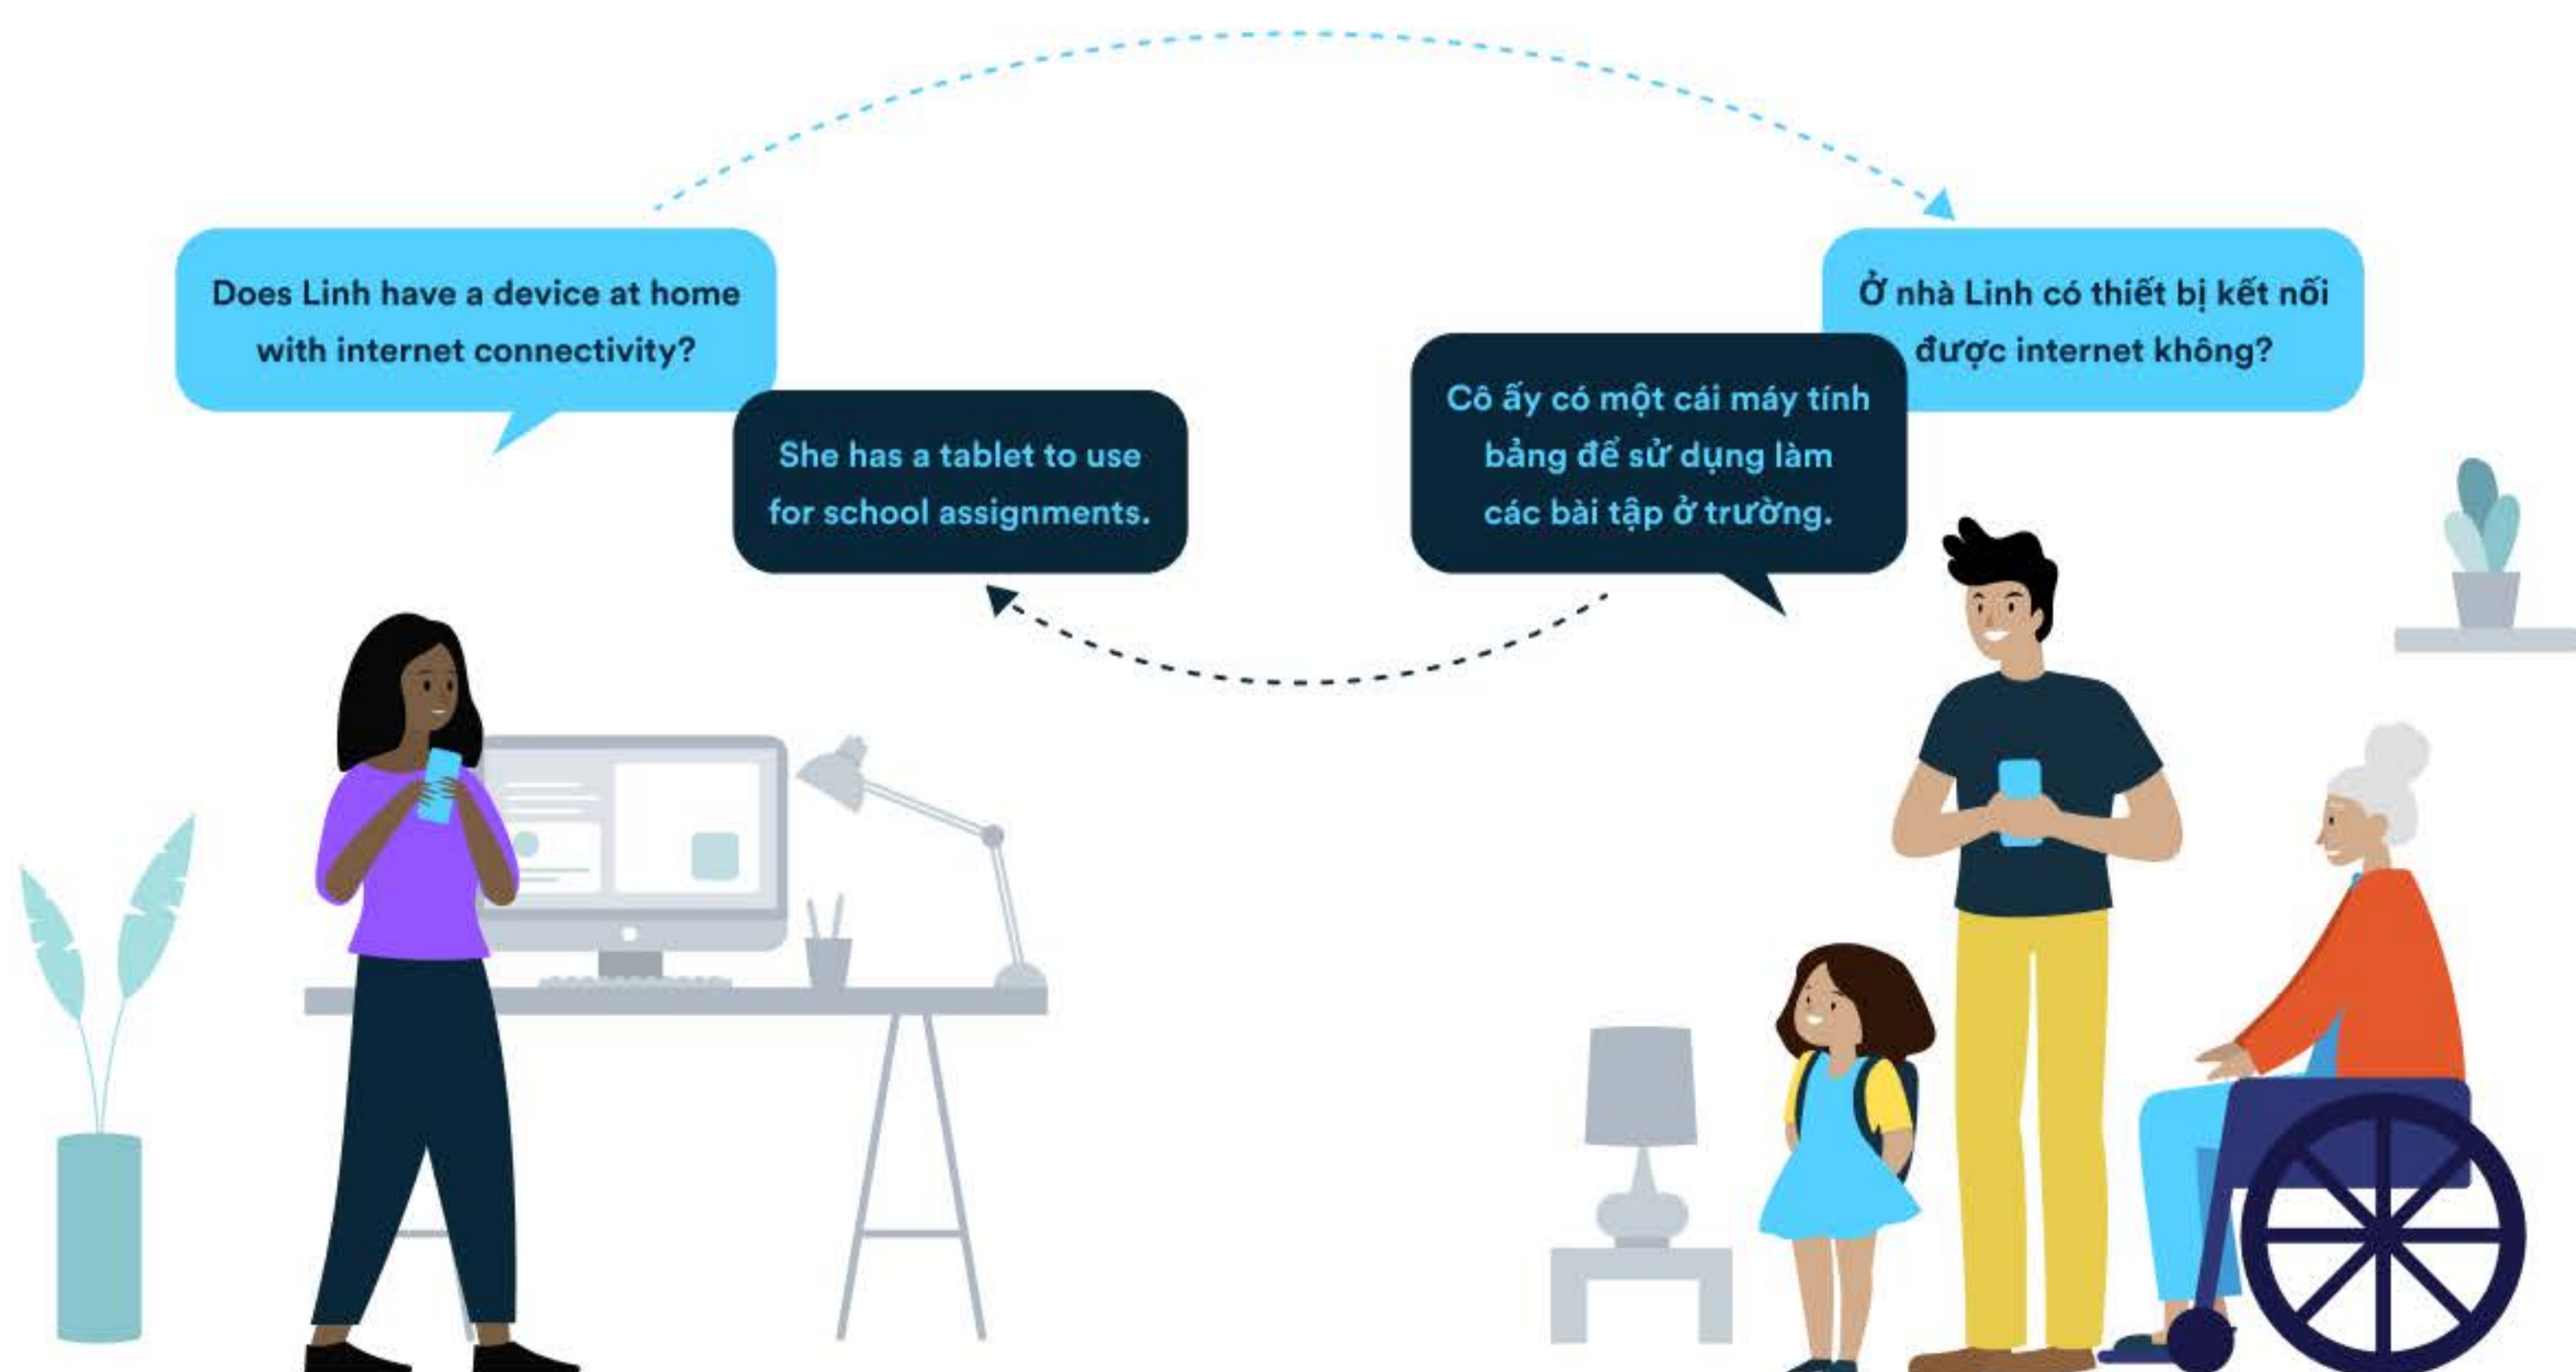 Does Linh have a device at home
with internet connectivity?
She has a tablet to use
for school assignments.
Ở nhà Linh có thiết bị kết nối
được internet không?
Cô ấy có một cái máy tính
bảng để sử dụng làm
các bài tập ở trường.